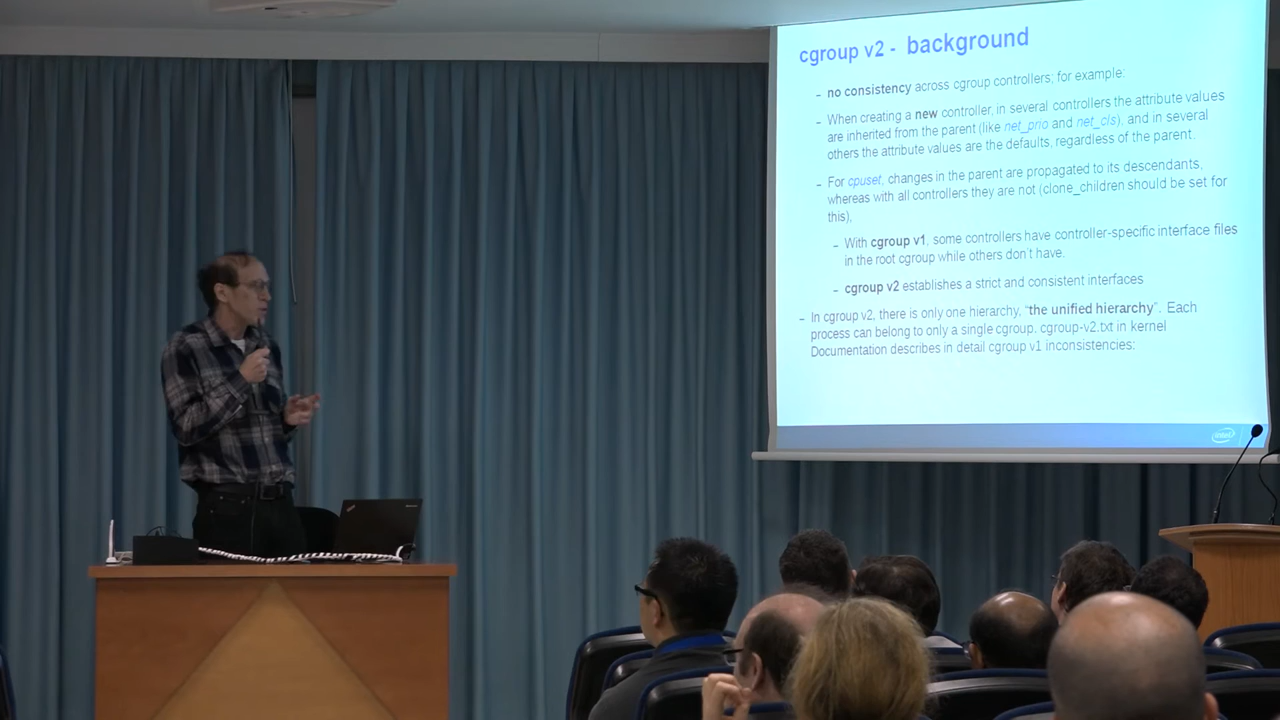 cgroup v2 - background
– no consistency across cgroup controllers; for example:
– When creating a new controller, in several controllers the attribute values
are inherited from the parent (like net_prio and net_cls), and in several
others the attribute values are the defaults, regardless of the parent.
– For cpuset, changes in the parent are propagated to its descendants,
whereas with all controllers they are not (clone_children should be set for
this),
– With cgroup v1, some controllers have controller-specific interface files
in the root cgroup while others don't have.
– cgroup v2 establishes a strict and consistent interfaces
– In cgroup v2, there is only one hierarchy, “the unified hierarchy”. Each
process can belong to only a single cgroup. cgroup-v2.txt in kernel
Documentation describes in detail cgroup v1 inconsistencies:
intel